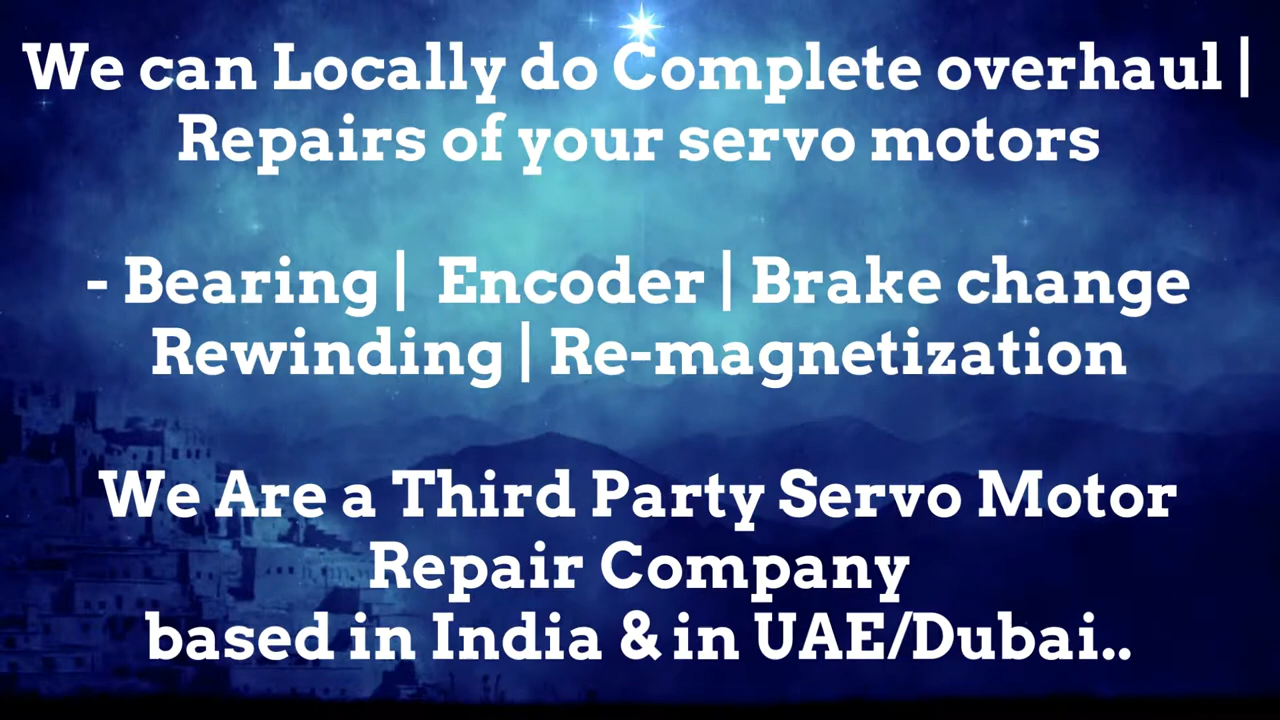 We can Locally do Complete overhaul |
Repairs of your servo motors
- Bearing |  Encoder | Brake change
Rewinding | Re-magnetization
We Are a Third Party Servo Motor
Repair Company
based in India & in UAE/Dubai..